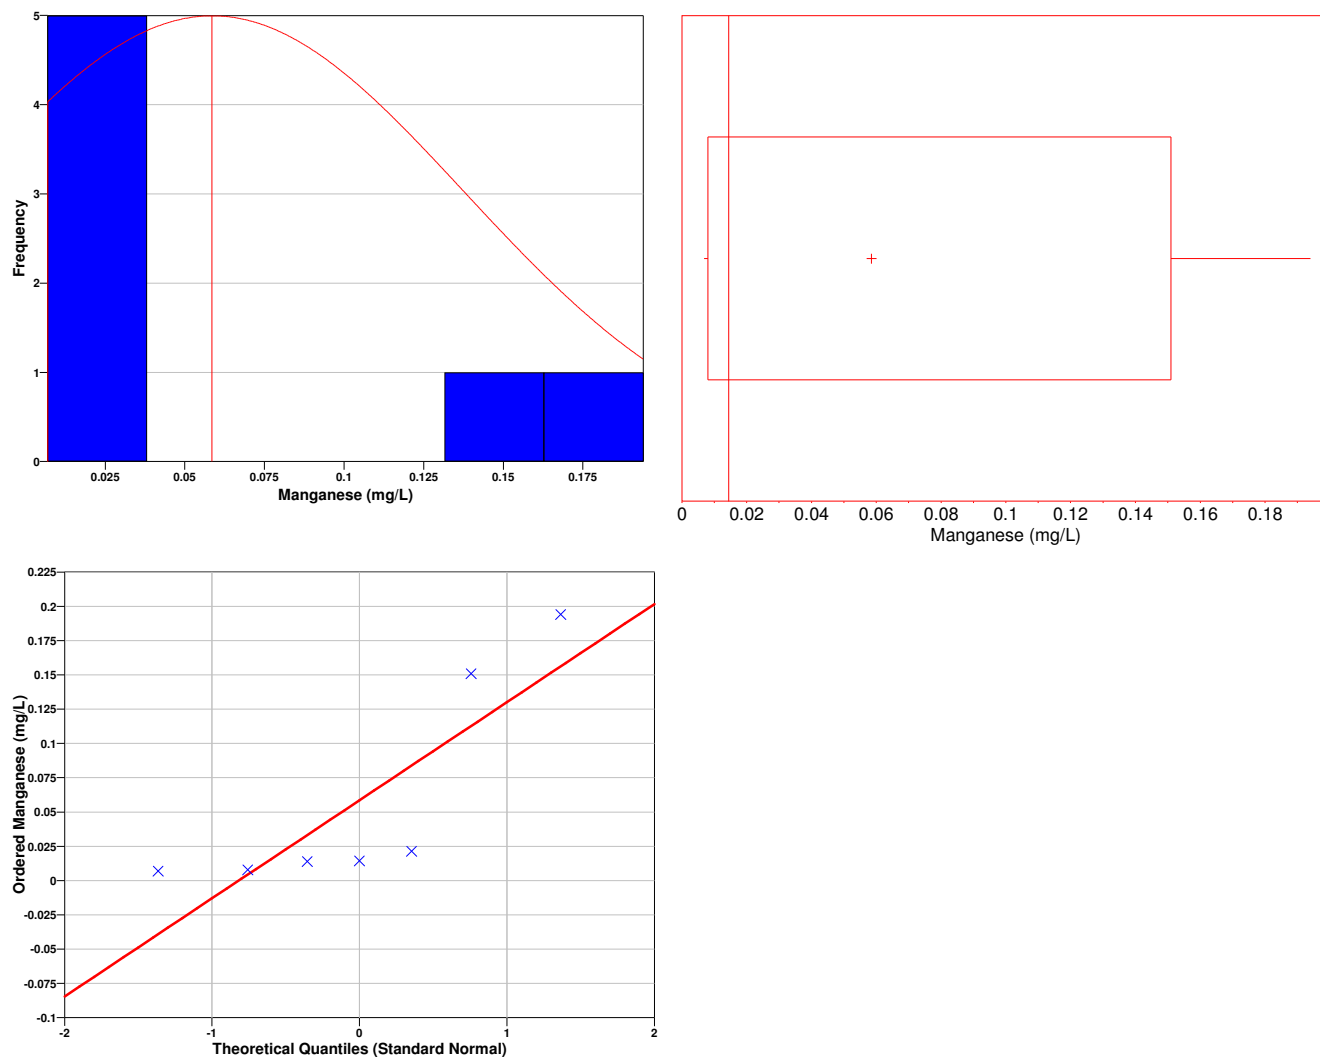 5
4
3
2
1
0
Frequency
0.025 0.05 0.075 0.1 0.125 0.15 0.175
Manganese (mg/L)
0 0.02 0.04 0.06 0.08 0.1 0.12 0.14 0.16 0.18
Manganese (mg/L)
0.225
0.2
0.175
0.15
0.125
0.1
0.075
0.05
0.025
0
-0.025
-0.05
-0.075
-0.1
Ordered Manganese (mg/L)
-2 -1 0 1 2
Theoretical Quantiles (Standard Normal)